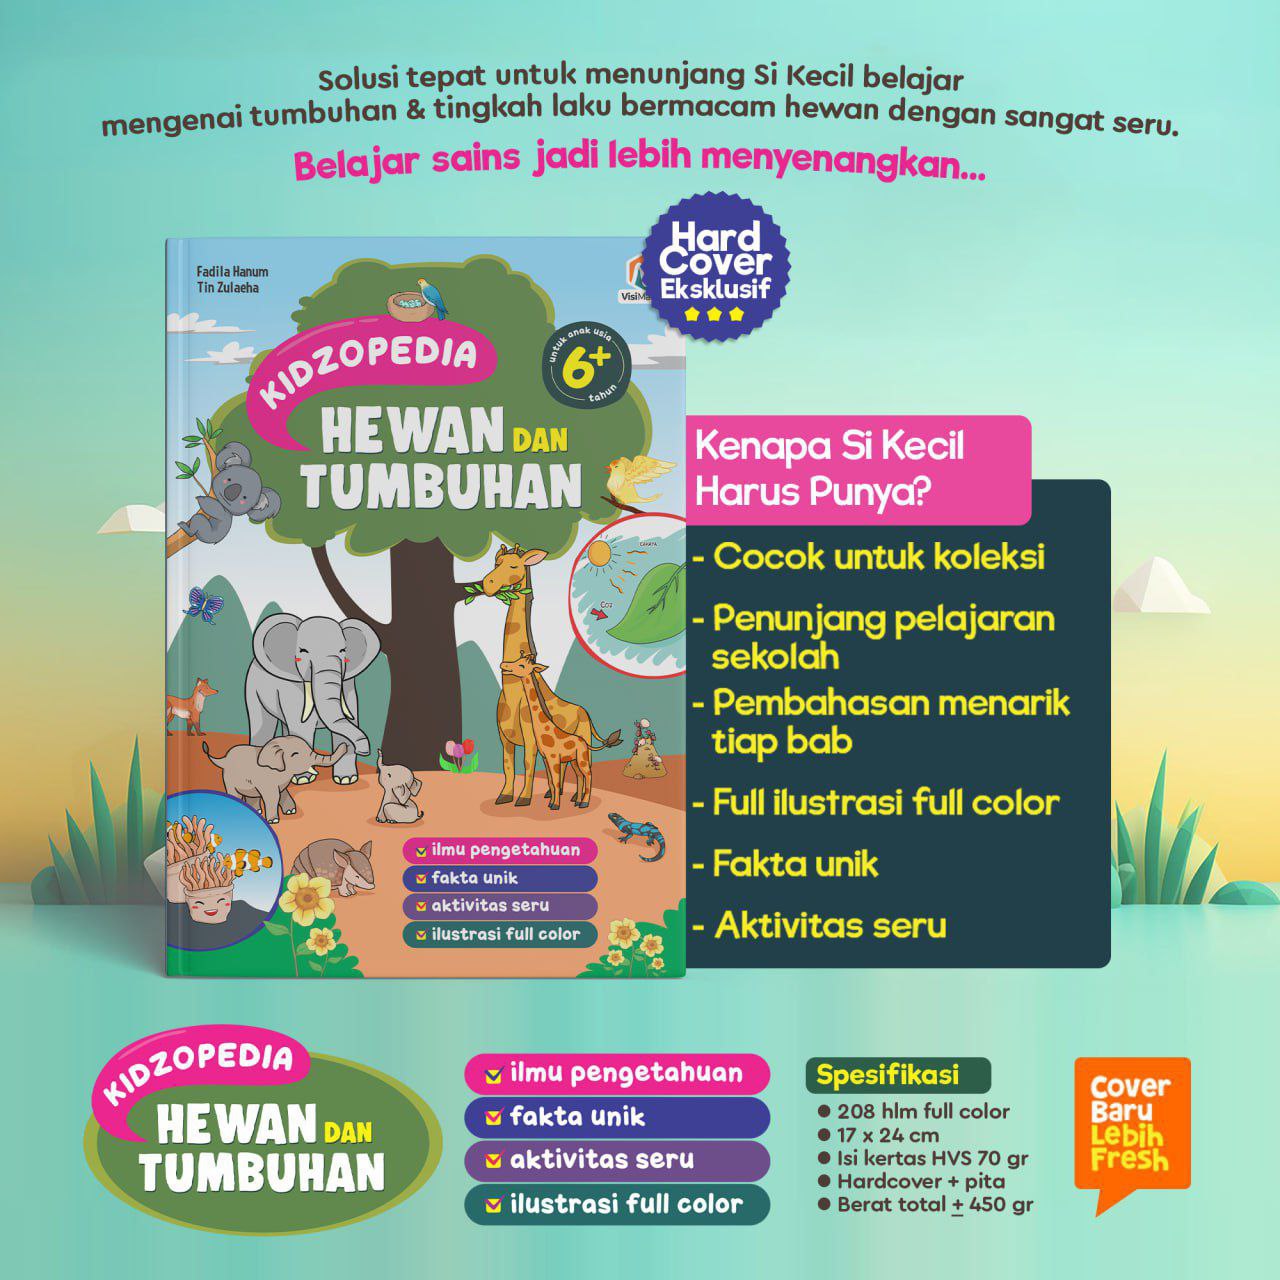 Solusi tepat untuk menunjang Si Kecil belajar
mengenai tumbuhan & tingkah laku bermacam hewan dengan sangat seru.
Belajar sains jadi lebih menyenangkan...
Hard
Cover
Eksklusif
Fadila Hanum
Tin Zulaeha
KIDZOPEDIA
untuk anak usia
6+
tahun
HEWAN DAN
TUMBUHAN
CAHAYA
CO2
ilmu pengetahuan
fakta unik
aktivitas seru
ilustrasi full color
Kenapa Si Kecil
Harus Punya?
- Cocok untuk koleksi
- Penunjang pelajaran
sekolah
- Pembahasan menarik
tiap bab
- Full ilustrasi full color
- Fakta unik
- Aktivitas seru
KIDZOPEDIA
HEWAN DAN
TUMBUHAN
ilmu pengetahuan
fakta unik
aktivitas seru
ilustrasi full color
Spesifikasi
● 208 hlm full color
● 17 x 24 cm
● Isi kertas HVS 70 gr
● Hardcover + pita
● Berat total ± 450 gr
Cover
Baru
Lebih
Fresh